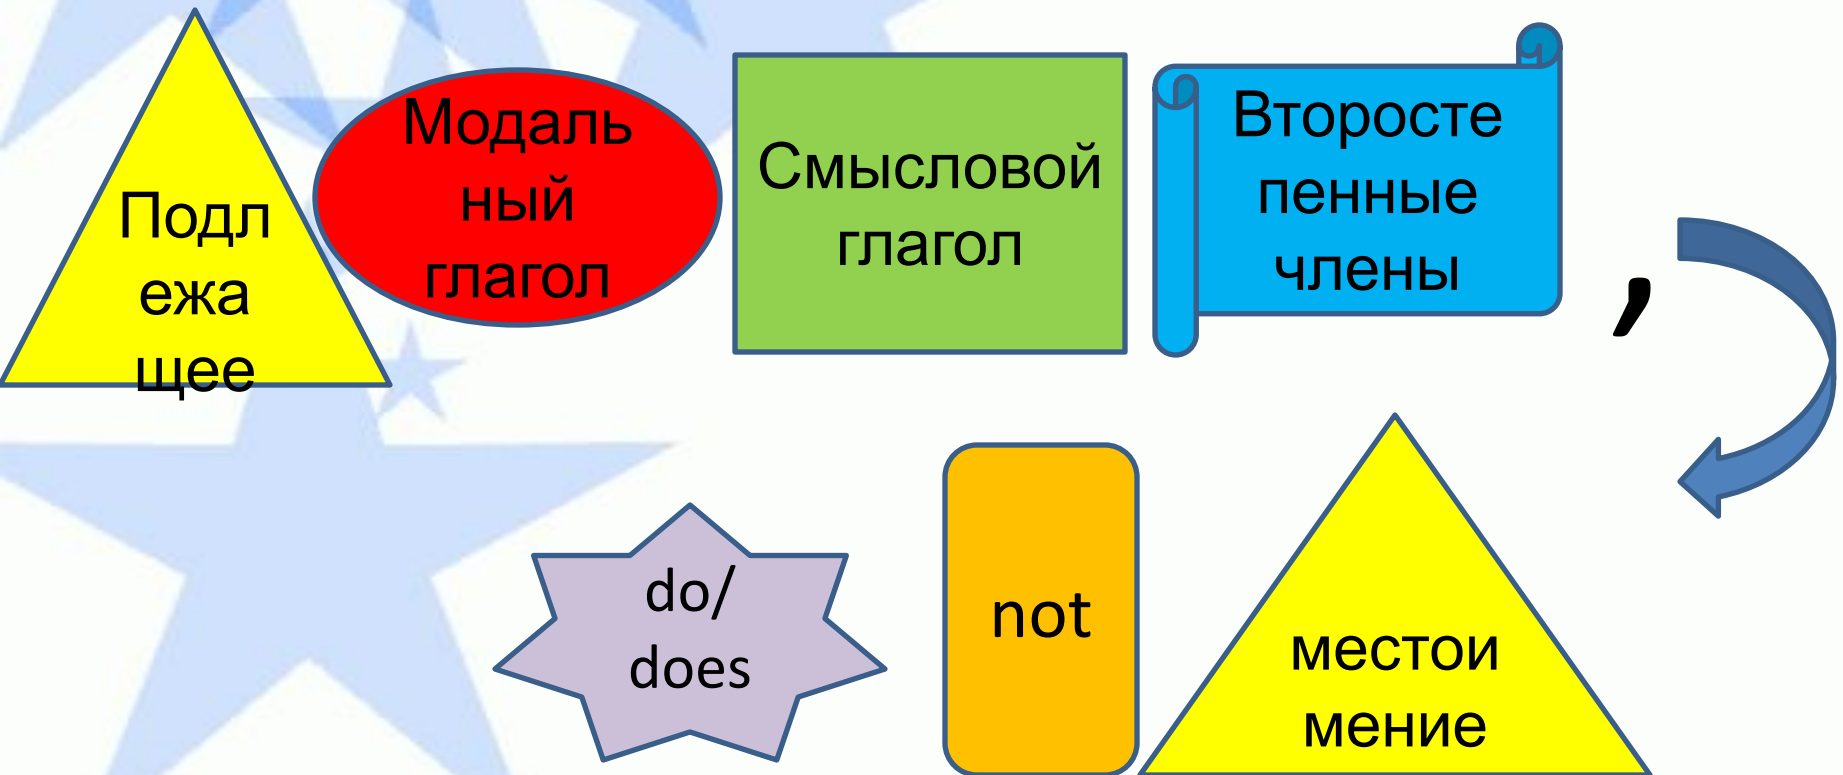 Подл
ежа
щее
Модаль
ный
глагол
Смысловой
глагол
Второсте
пенные
члены
,
do/
does
not
местои
мение